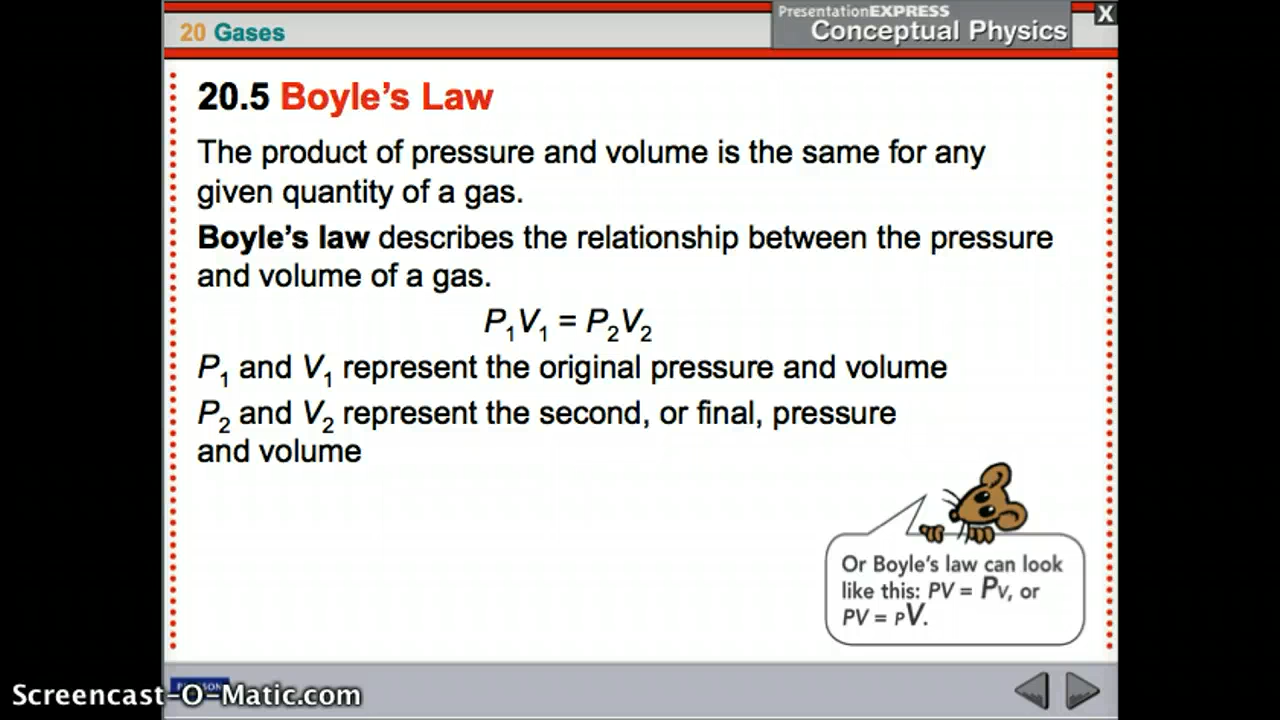 PresentationEXPRESS
X
20 Gases
Conceptual Physics
20.5 Boyle's Law
The product of pressure and volume is the same for any
given quantity of a gas.
Boyle's law describes the relationship between the pressure
and volume of a gas.
P₁V₁ = P₂V₂
P₁ and V₁ represent the original pressure and volume
P₂ and V₂ represent the second, or final, pressure
and volume
Or Boyle's law can look
like this: PV = Pv, or
PV = pV.
Screencast-O-Matic.com